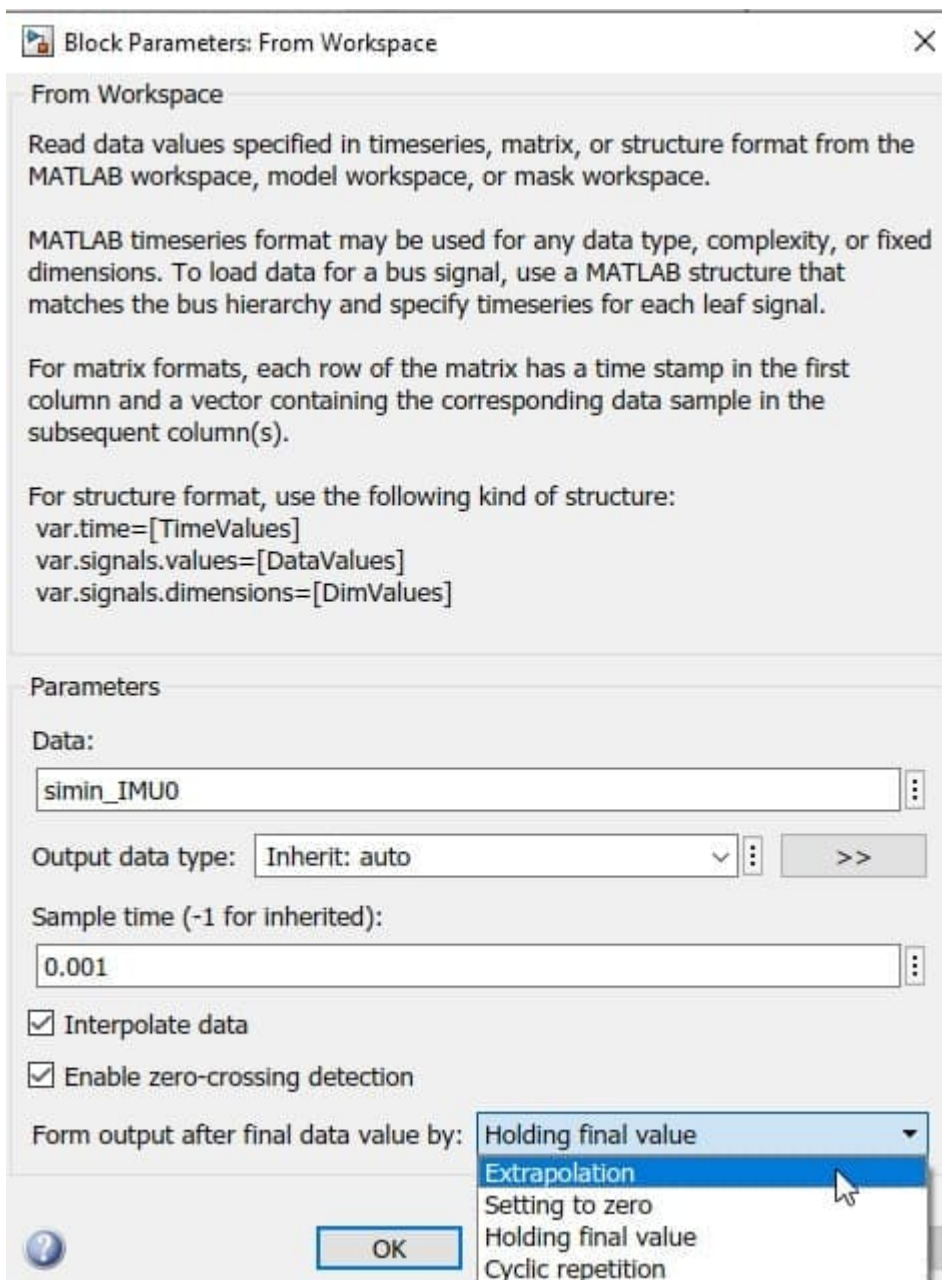 Block Parameters: From Workspace
From Workspace
Read data values specified in timeseries, matrix, or structure format from the
MATLAB workspace, model workspace, or mask workspace.
MATLAB timeseries format may be used for any data type, complexity, or fixed
dimensions. To load data for a bus signal, use a MATLAB structure that
matches the bus hierarchy and specify timeseries for each leaf signal.
For matrix formats, each row of the matrix has a time stamp in the first
column and a vector containing the corresponding data sample in the
subsequent column(s).
For structure format, use the following kind of structure:
var.time=[TimeValues]
var.signals.values=[DataValues]
var.signals.dimensions=[DimValues]
Parameters
Data:
simin_IMU0
Output data type: Inherit: auto >>
Sample time (-1 for inherited):
0.001
Interpolate data
Enable zero-crossing detection
Form output after final data value by: Holding final value
Extrapolation
Setting to zero
Holding final value
Cyclic repetition
OK